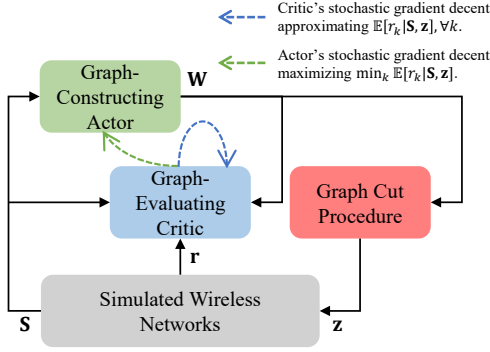 Critic's stochastic gradient decent
approximating 𝔼[r_k|𝐒, 𝐳], ∀k.
Actor's stochastic gradient decent
maximizing min_k 𝔼[r_k|𝐒, 𝐳].
Graph-
Constructing
Actor
𝐖
Graph-
Evaluating
Critic
Graph Cut
Procedure
𝐫
Simulated Wireless
Networks
𝐒
𝐳